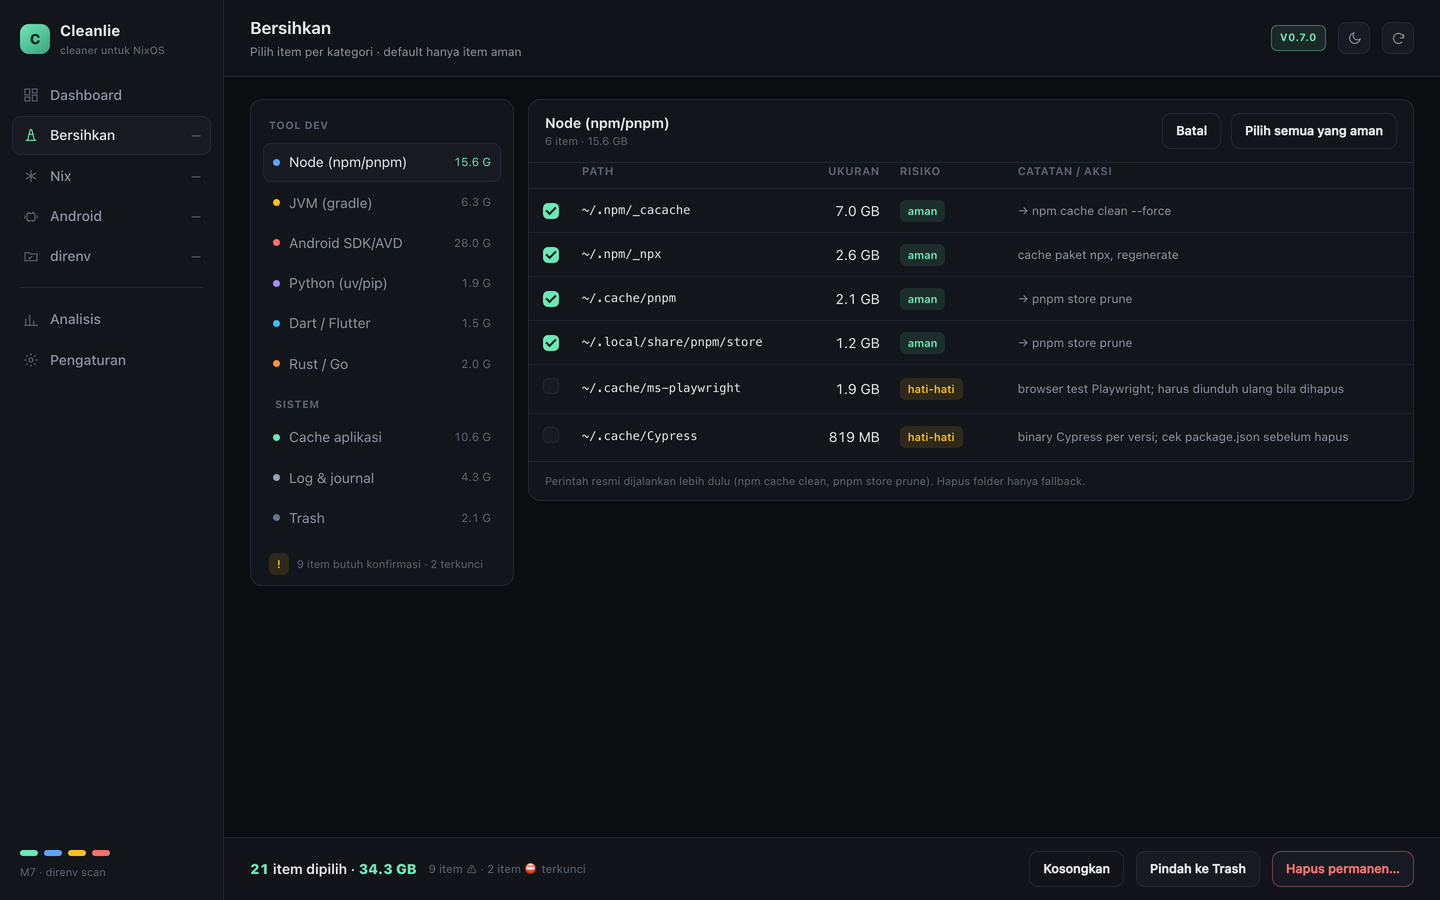 C
Cleanlie
cleaner untuk NixOS
Dashboard
Bersihkan –
Nix –
Android –
direnv –
Analisis
Pengaturan
M7 · direnv scan
Bersihkan
Pilih item per kategori · default hanya item aman
V0.7.0
TOOL DEV
Node (npm/pnpm) 15.6 G
JVM (gradle) 6.3 G
Android SDK/AVD 28.0 G
Python (uv/pip) 1.9 G
Dart / Flutter 1.5 G
Rust / Go 2.0 G
SISTEM
Cache aplikasi 10.6 G
Log & journal 4.3 G
Trash 2.1 G
! 9 item butuh konfirmasi · 2 terkunci
Node (npm/pnpm)
6 item · 15.6 GB
Batal
Pilih semua yang aman
PATH UKURAN RISIKO CATATAN / AKSI
~/.npm/_cacache 7.0 GB aman → npm cache clean --force
~/.npm/_npx 2.6 GB aman cache paket npx, regenerate
~/.cache/pnpm 2.1 GB aman → pnpm store prune
~/.local/share/pnpm/store 1.2 GB aman → pnpm store prune
~/.cache/ms-playwright 1.9 GB hati-hati browser test Playwright; harus diunduh ulang bila dihapus
~/.cache/Cypress 819 MB hati-hati binary Cypress per versi; cek package.json sebelum hapus
Perintah resmi dijalankan lebih dulu (npm cache clean, pnpm store prune). Hapus folder hanya fallback.
21 item dipilih · 34.3 GB 9 item ⚠ · 2 item ⛔ terkunci
Kosongkan
Pindah ke Trash
Hapus permanen...